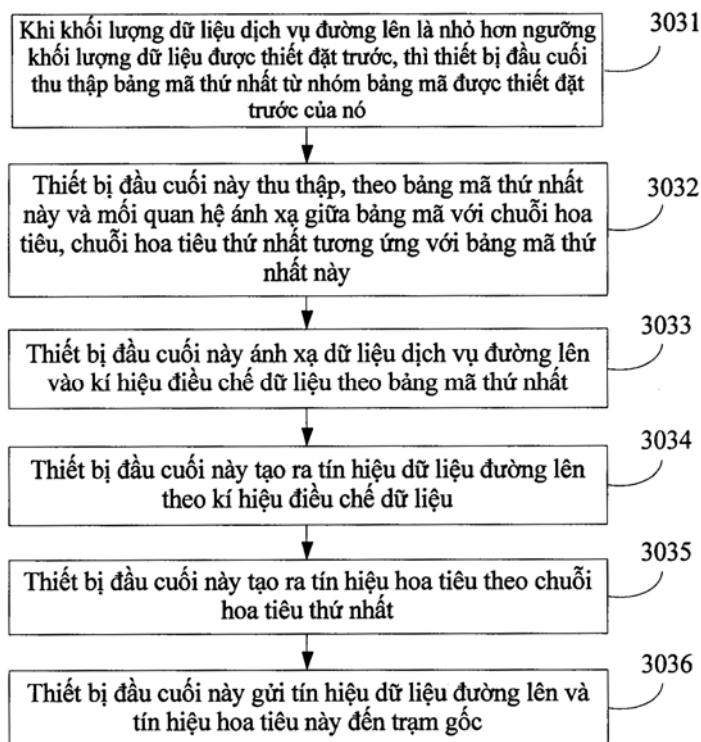 Khi khối lượng dữ liệu dịch vụ đường lên là nhỏ hơn ngưỡng
khối lượng dữ liệu được thiết đặt trước, thì thiết bị đầu cuối
thu thập bảng mã thứ nhất từ nhóm bảng mã được thiết đặt
trước của nó
3031
Thiết bị đầu cuối này thu thập, theo bảng mã thứ nhất
này và mối quan hệ ánh xạ giữa bảng mã với chuỗi hoa
tiêu, chuỗi hoa tiêu thứ nhất tương ứng với bảng mã thứ
nhất này
3032
Thiết bị đầu cuối này ánh xạ dữ liệu dịch vụ đường lên
vào kí hiệu điều chế dữ liệu theo bảng mã thứ nhất
3033
Thiết bị đầu cuối này tạo ra tín hiệu dữ liệu đường lên
theo kí hiệu điều chế dữ liệu
3034
Thiết bị đầu cuối này tạo ra tín hiệu hoa tiêu theo chuỗi
hoa tiêu thứ nhất
3035
Thiết bị đầu cuối này gửi tín hiệu dữ liệu đường lên và
tín hiệu hoa tiêu này đến trạm gốc
3036